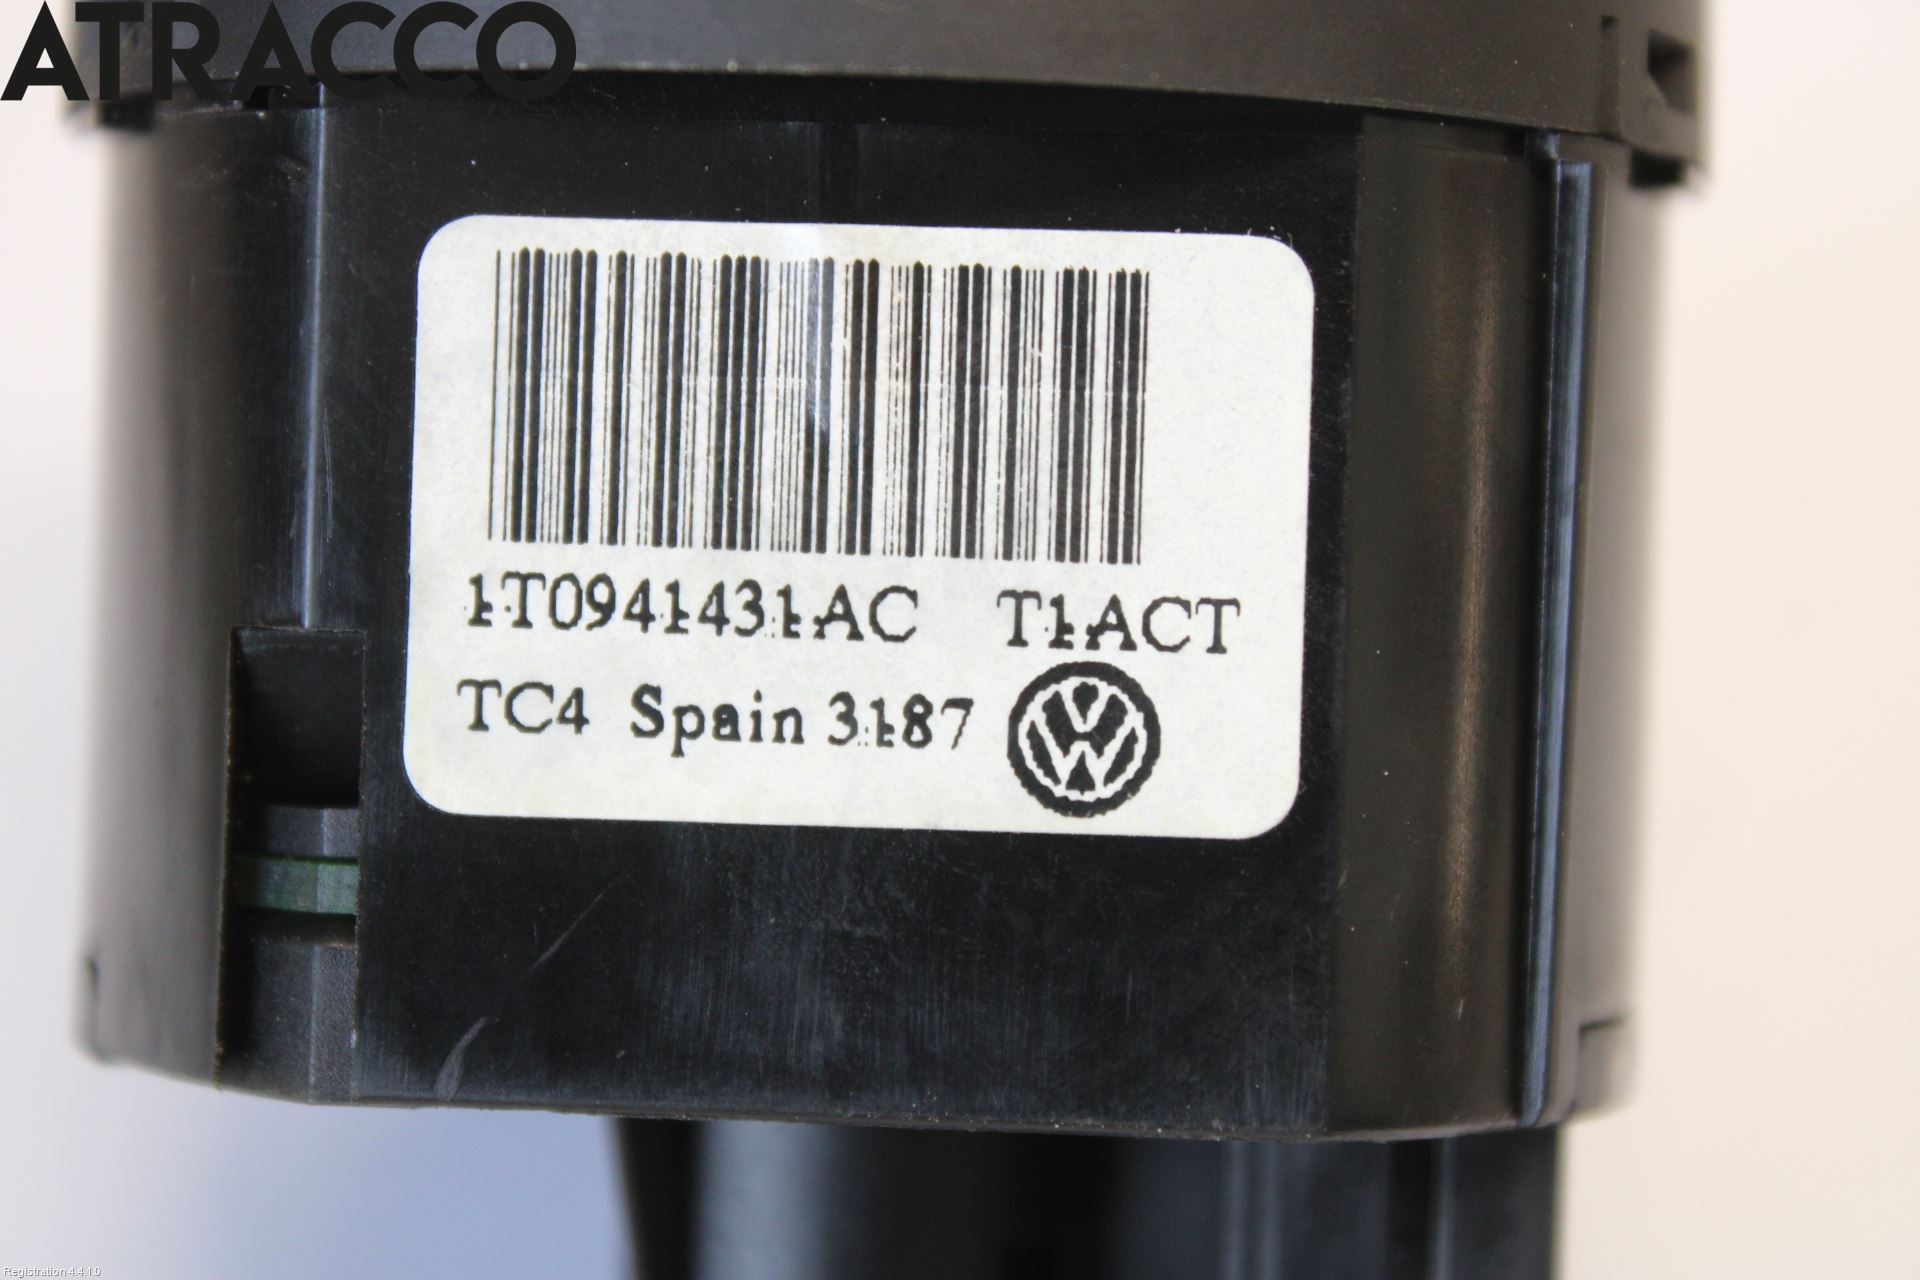 ATRACCO
1T0941431AC T1ACT
TC4 Spain 3187
Registration 4.4.1.0